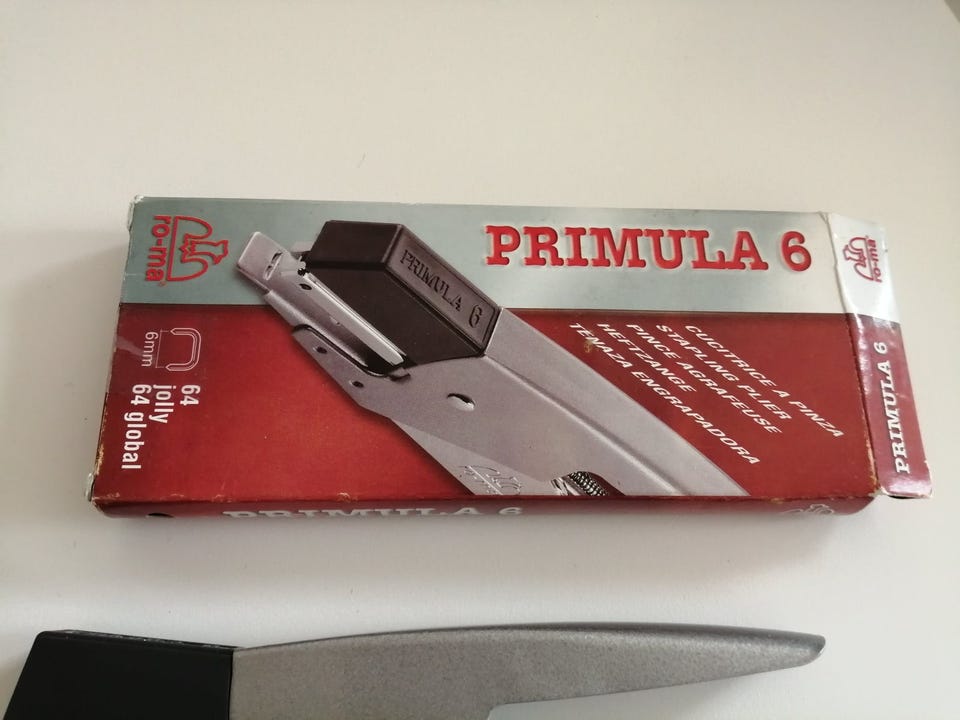 ro-ma®
PRIMULA 6
PRIMULA 6
CUCITRICE A PINZA
STAPLING PLIER
PINCE AGRAFEUSE
HEFTZANGE
TENAZA ENGRAPADORA
6mm
64
jolly
64 global
ro-ma
PRIMULA 6
PRIMULA 6